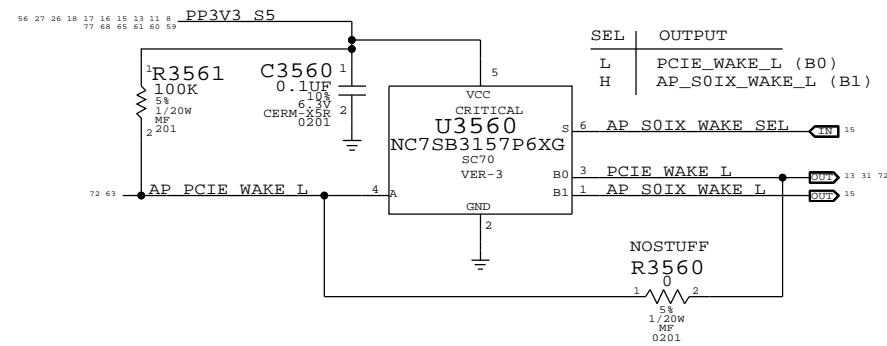 56 27 26 18 17 16 15 13 11 8
77 68 65 61 60 59
PP3V3_S5
SEL OUTPUT
L PCIE_WAKE_L (B0)
H AP_S0IX_WAKE_L (B1)
1
R3561
100K
5%
1/20W
MF
201
2
C3560
0.1UF
10%
6.3V
CERM-X5R
0201
1
2
5
VCC
CRITICAL
U3560
NC7SB3157P6XG
SC70
VER-3
S
6
AP_S0IX_WAKE_SEL
IN
15
B0
3
PCIE_WAKE_L
OUT
13 31 72
72 63
AP_PCIE_WAKE_L
4
A
B1
1
AP_S0IX_WAKE_L
OUT
15
GND
2
NOSTUFF
R3560
0
1
2
5%
1/20W
MF
0201